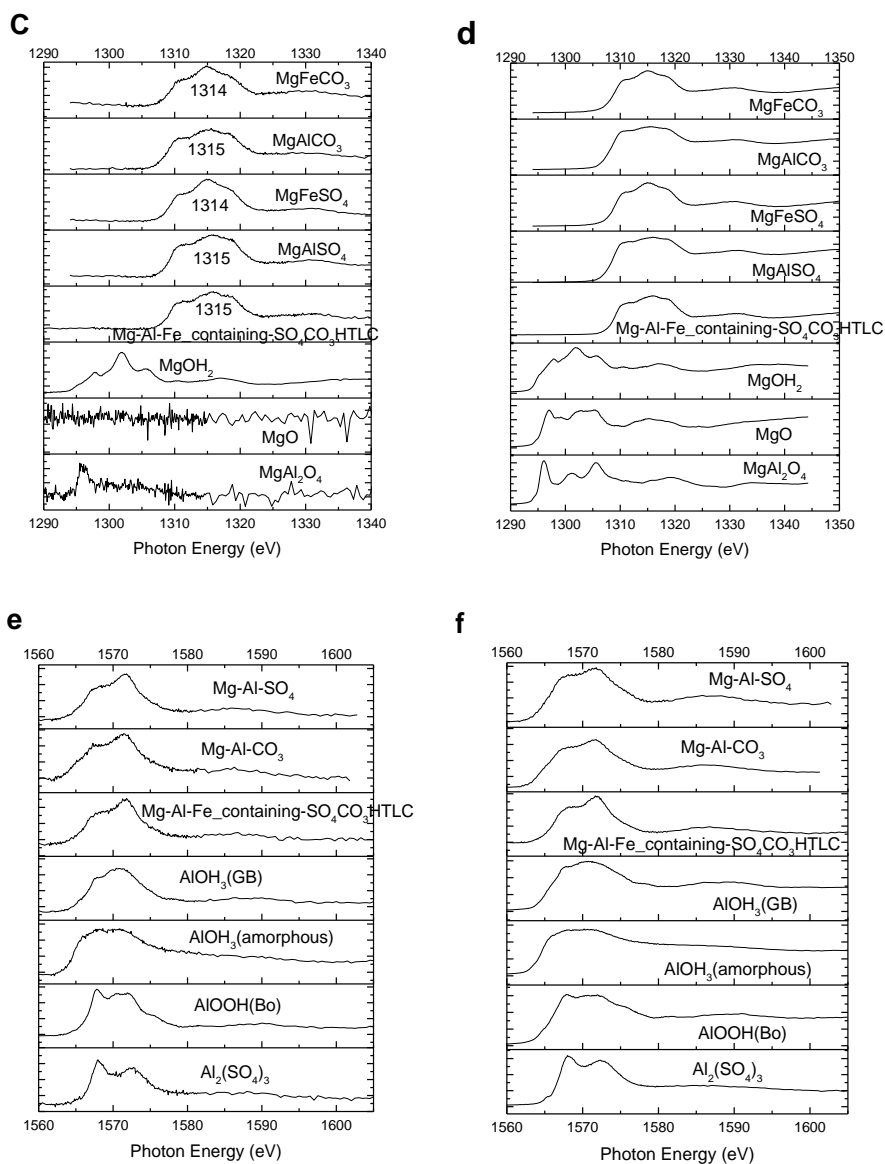 c
1290 1300 1310 1320 1330 1340
MgFeCO3
1314
MgAlCO3
1315
MgFeSO4
1314
MgAlSO4
1315
1315
Mg-Al-Fe_containing-SO4CO3HTLC
MgOH2
MgO
MgAl2O4
1290 1300 1310 1320 1330 1340
Photon Energy (eV)
d
1290 1300 1310 1320 1330 1340 1350
MgFeCO3
MgAlCO3
MgFeSO4
MgAlSO4
Mg-Al-Fe_containing-SO4CO3HTLC
MgOH2
MgO
MgAl2O4
1290 1300 1310 1320 1330 1340 1350
Photon Energy (eV)
e
1560 1570 1580 1590 1600
Mg-Al-SO4
Mg-Al-CO3
Mg-Al-Fe_containing-SO4CO3HTLC
AlOH3(GB)
AlOH3(amorphous)
AlOOH(Bo)
Al2(SO4)3
1560 1570 1580 1590 1600
Photon Energy (eV)
f
1560 1570 1580 1590 1600
Mg-Al-SO4
Mg-Al-CO3
Mg-Al-Fe_containing-SO4CO3HTLC
AlOH3(GB)
AlOH3(amorphous)
AlOOH(Bo)
Al2(SO4)3
1560 1570 1580 1590 1600
Photon Energy (eV)